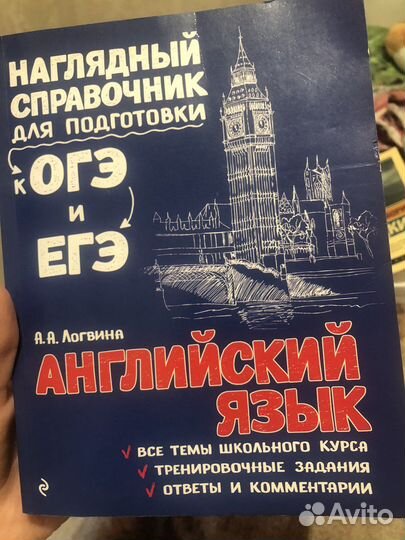 НАГЛЯДНЫЙ
СПРАВОЧНИК
ДЛЯ ПОДГОТОВКИ
К ОГЭ
И
ЕГЭ
А.А. ЛОГВИНА
АНГЛИЙСКИЙ
ЯЗЫК
ВСЕ ТЕМЫ ШКОЛЬНОГО КУРСА
ТРЕНИРОВОЧНЫЕ ЗАДАНИЯ
ОТВЕТЫ И КОММЕНТАРИИ
Avito